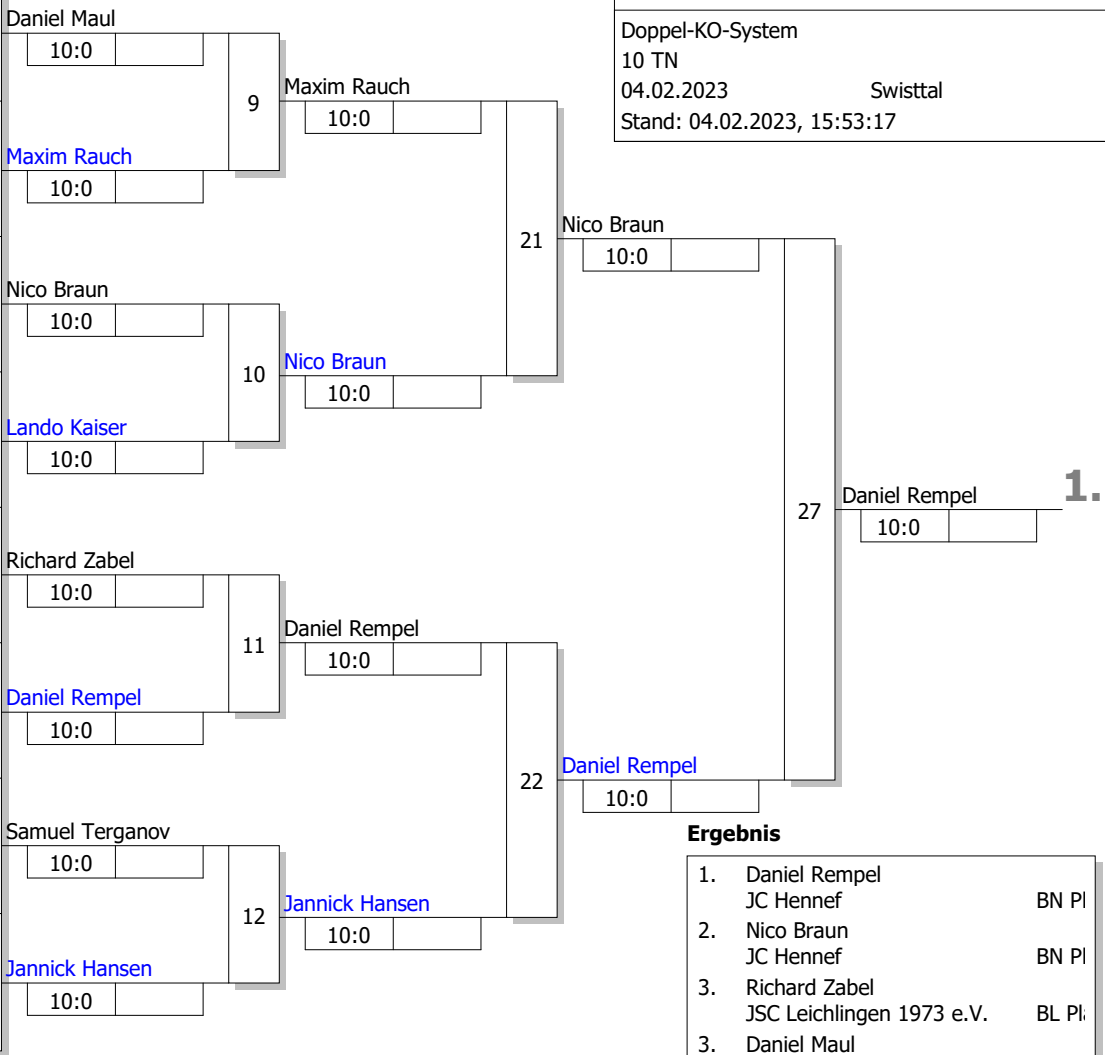 Daniel Maul
10:0
9
Maxim Rauch
10:0
Maxim Rauch
10:0
21
Nico Braun
10:0
Nico Braun
10:0
10
Nico Braun
10:0
Lando Kaiser
10:0
27
Daniel Rempel
10:0
1.
Richard Zabel
10:0
11
Daniel Rempel
10:0
Daniel Rempel
10:0
22
Daniel Rempel
10:0
Samuel Terganov
10:0
12
Jannick Hansen
10:0
Jannick Hansen
10:0
Doppel-KO-System
10 TN
04.02.2023 Swisttal
Stand: 04.02.2023, 15:53:17
Ergebnis
1. Daniel Rempel
JC Hennef BN
2. Nico Braun
JC Hennef BN
3. Richard Zabel
JSC Leichlingen 1973 e.V. BL
3. Daniel Maul